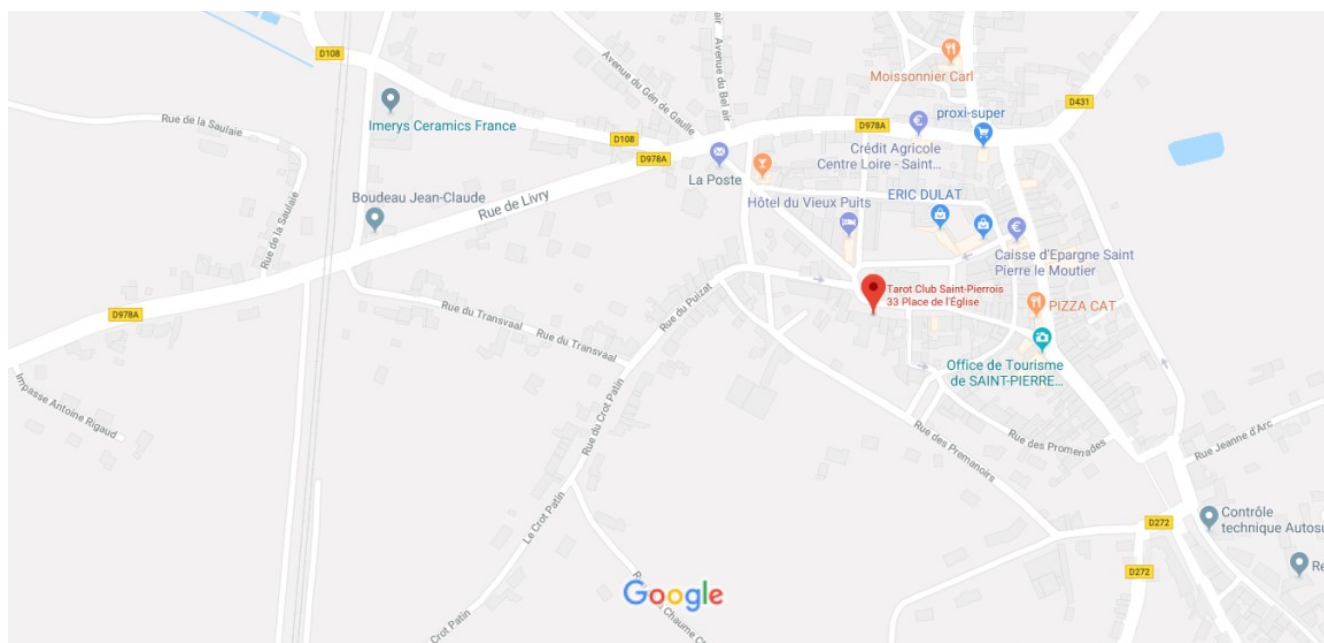 air
D108
Avenue du Gén de Gaulle
Avenue du Bel air
Moissonnier Carl
D431
Rue de la Saulaie
Imerys Ceramics France
proxi-super
D978A
D108
D978A
Crédit Agricole
Centre Loire - Saint...
La Poste
Boudeau Jean-Claude
Rue de Livry
Hôtel du Vieux Puits
ERIC DULAT
Rue de la Saulaie
Caisse d'Epargne Saint
Pierre le Moutier
Tarot Club Saint-Pierrois
33 Place de l'Église
PIZZA CAT
D978A
Rue du Transvaal
Rue du Transvaal
Rue du Puizat
Office de Tourisme
de SAINT-PIERRE...
Impasse Antoine Rigaud
Rue du Crot Patin
Rue des Premanoirs
Rue des Promenades
Rue Jeanne d'Arc
Le Crot Patin
D272
Contrôle
technique Autosu
D272
Re
Google
Crot Patin
Chaume